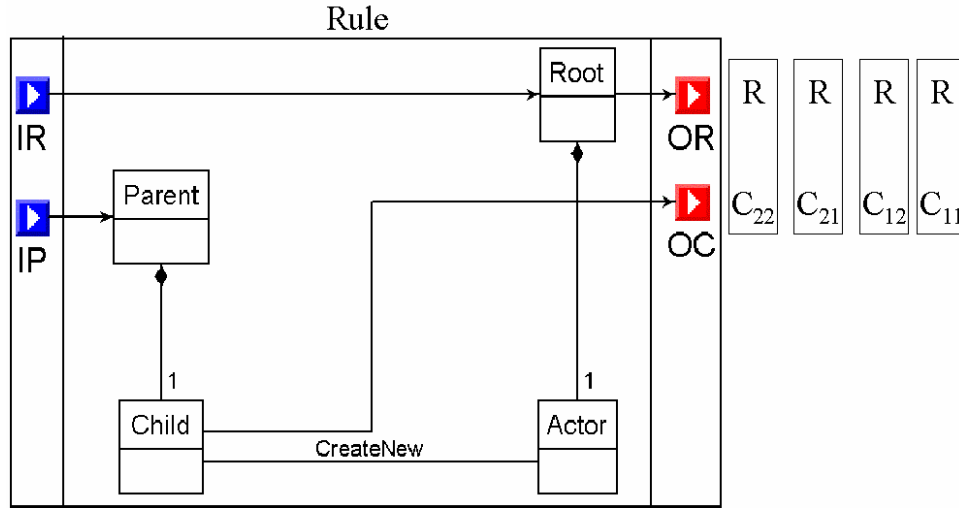 Rule
Root
R R R R
IR
OR
Parent
C₂₂ C₂₁ C₁₂ C₁₁
IP
OC
1
1
Child
Actor
CreateNew